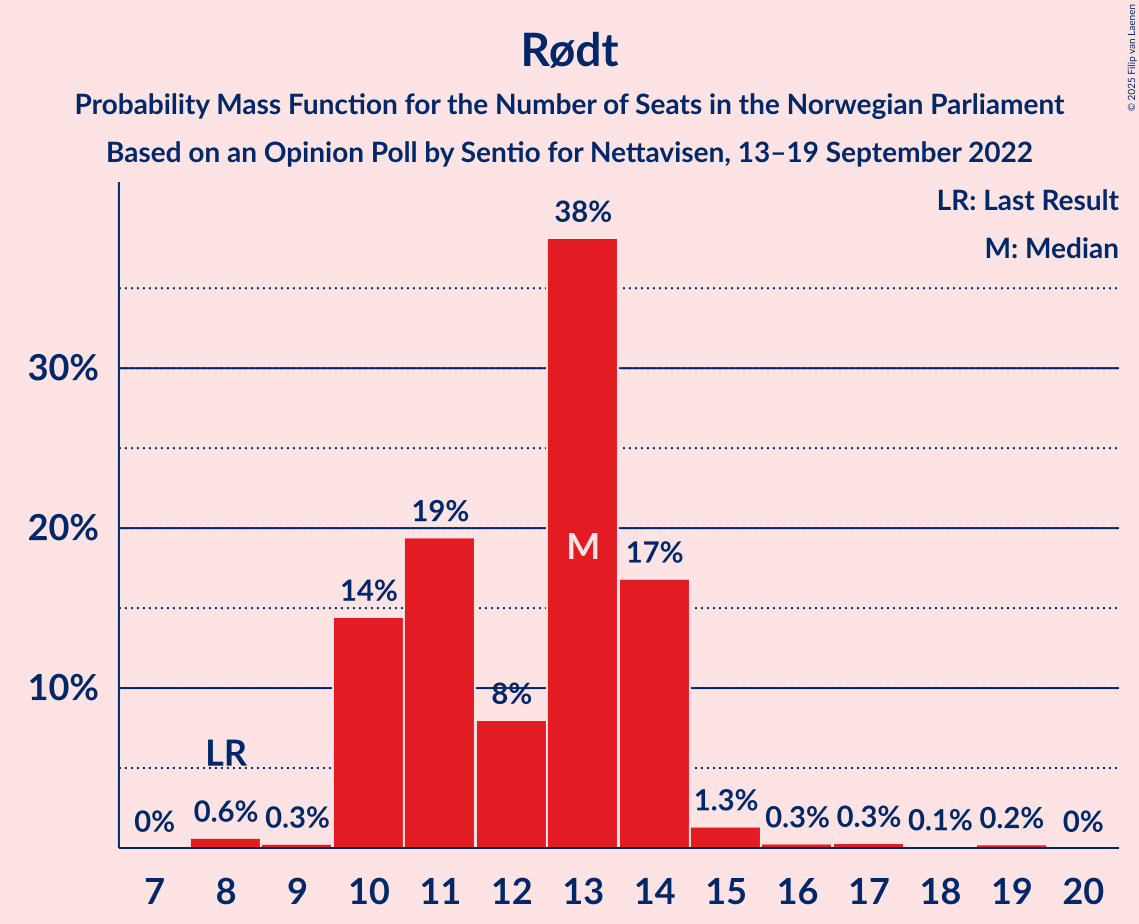 Rødt
Probability Mass Function for the Number of Seats in the Norwegian Parliament
Based on an Opinion Poll by Sentio for Nettavisen, 13–19 September 2022
© 2025 Filip van Laenen
LR: Last Result
M: Median
38%
30%
19%
20%
M
17%
14%
10%
8%
LR
0%
0.6%
0.3%
1.3%
0.3%
0.3%
0.1%
0.2%
0%
7 8 9 10 11 12 13 14 15 16 17 18 19 20